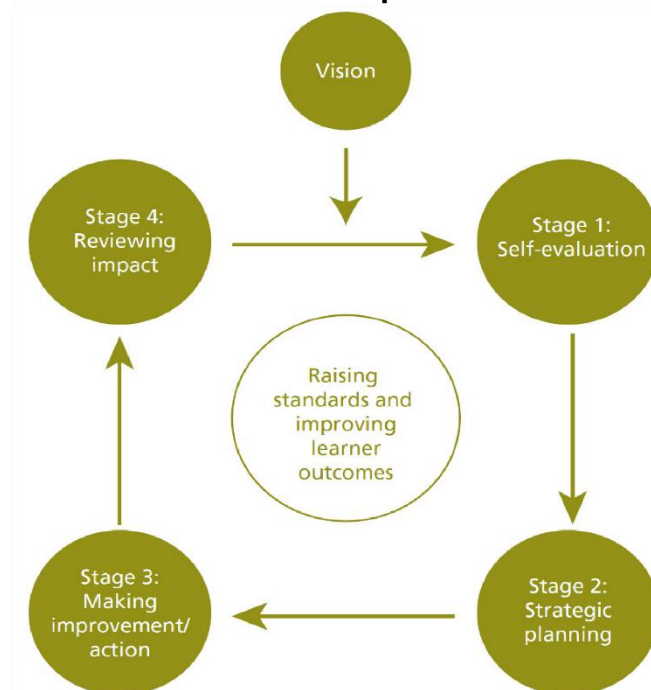 Vision
Stage 4:
Reviewing
impact
Stage 1:
Self-evaluation
Raising
standards and
improving
learner
outcomes
Stage 3:
Making
improvement/
action
Stage 2:
Strategic
planning